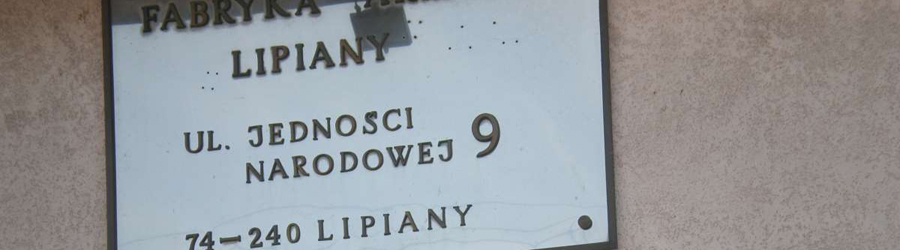 FABRYKA
LIPIANY
UL. JEDNOSCI
NARODOWEJ 9
74-240 LIPIANY